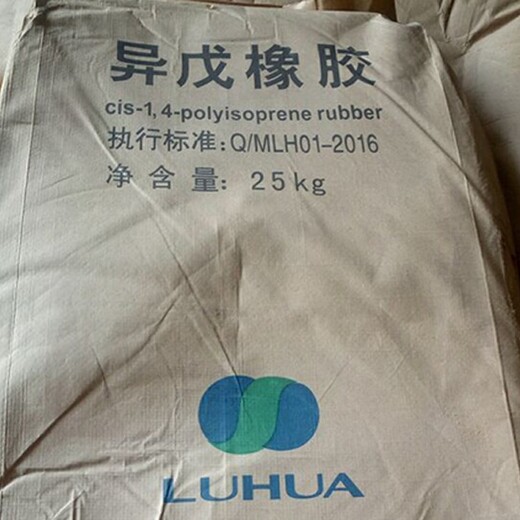 异戊橡胶
cis-1, 4-polyisoprene rubber
执行标准: Q/MLH01-2016
净含量: 25kg
LUHUA